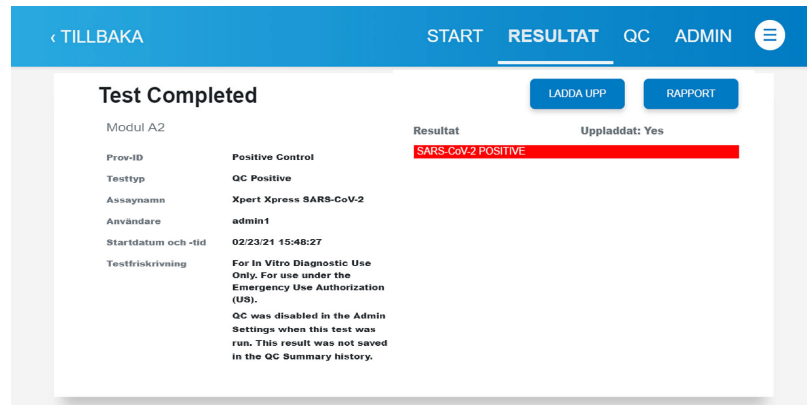 ‹ TILLBAKA
START RESULTAT QC ADMIN
Test Completed
LADDA UPP RAPPORT
Modul A2
Resultat Uppladdat: Yes
SARS-CoV-2 POSITIVE
Prov-ID Positive Control
Testtyp QC Positive
Assaynamn Xpert Xpress SARS-CoV-2
Användare admin1
Startdatum och -tid 02/23/21 15:48:27
Testfriskrivning For In Vitro Diagnostic Use
Only. For use under the
Emergency Use Authorization
(US).
QC was disabled in the Admin
Settings when this test was
run. This result was not saved
in the QC Summary history.